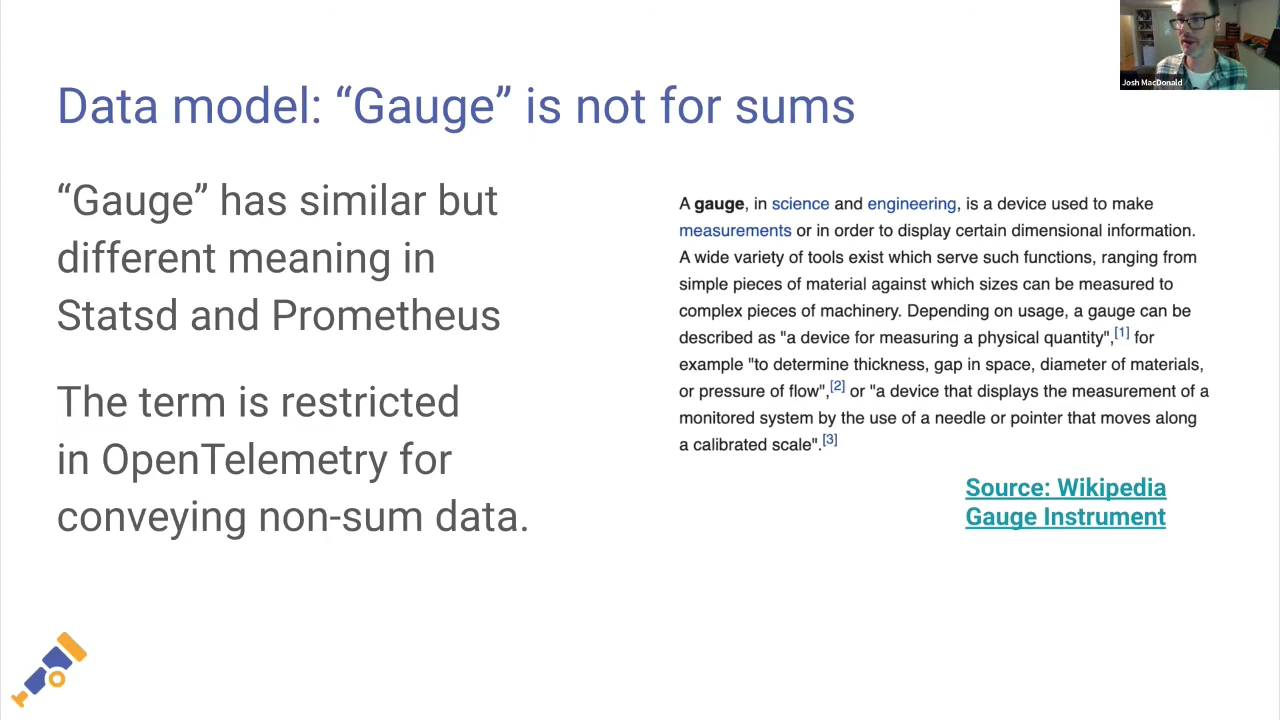 Josh MacDonald
Data model: “Gauge” is not for sums
“Gauge” has similar but
different meaning in
Statsd and Prometheus
The term is restricted
in OpenTelemetry for
conveying non-sum data.
A gauge, in science and engineering, is a device used to make
measurements or in order to display certain dimensional information.
A wide variety of tools exist which serve such functions, ranging from
simple pieces of material against which sizes can be measured to
complex pieces of machinery. Depending on usage, a gauge can be
described as "a device for measuring a physical quantity",[1] for
example "to determine thickness, gap in space, diameter of materials,
or pressure of flow",[2] or "a device that displays the measurement of a
monitored system by the use of a needle or pointer that moves along
a calibrated scale".[3]
Source: Wikipedia
Gauge Instrument